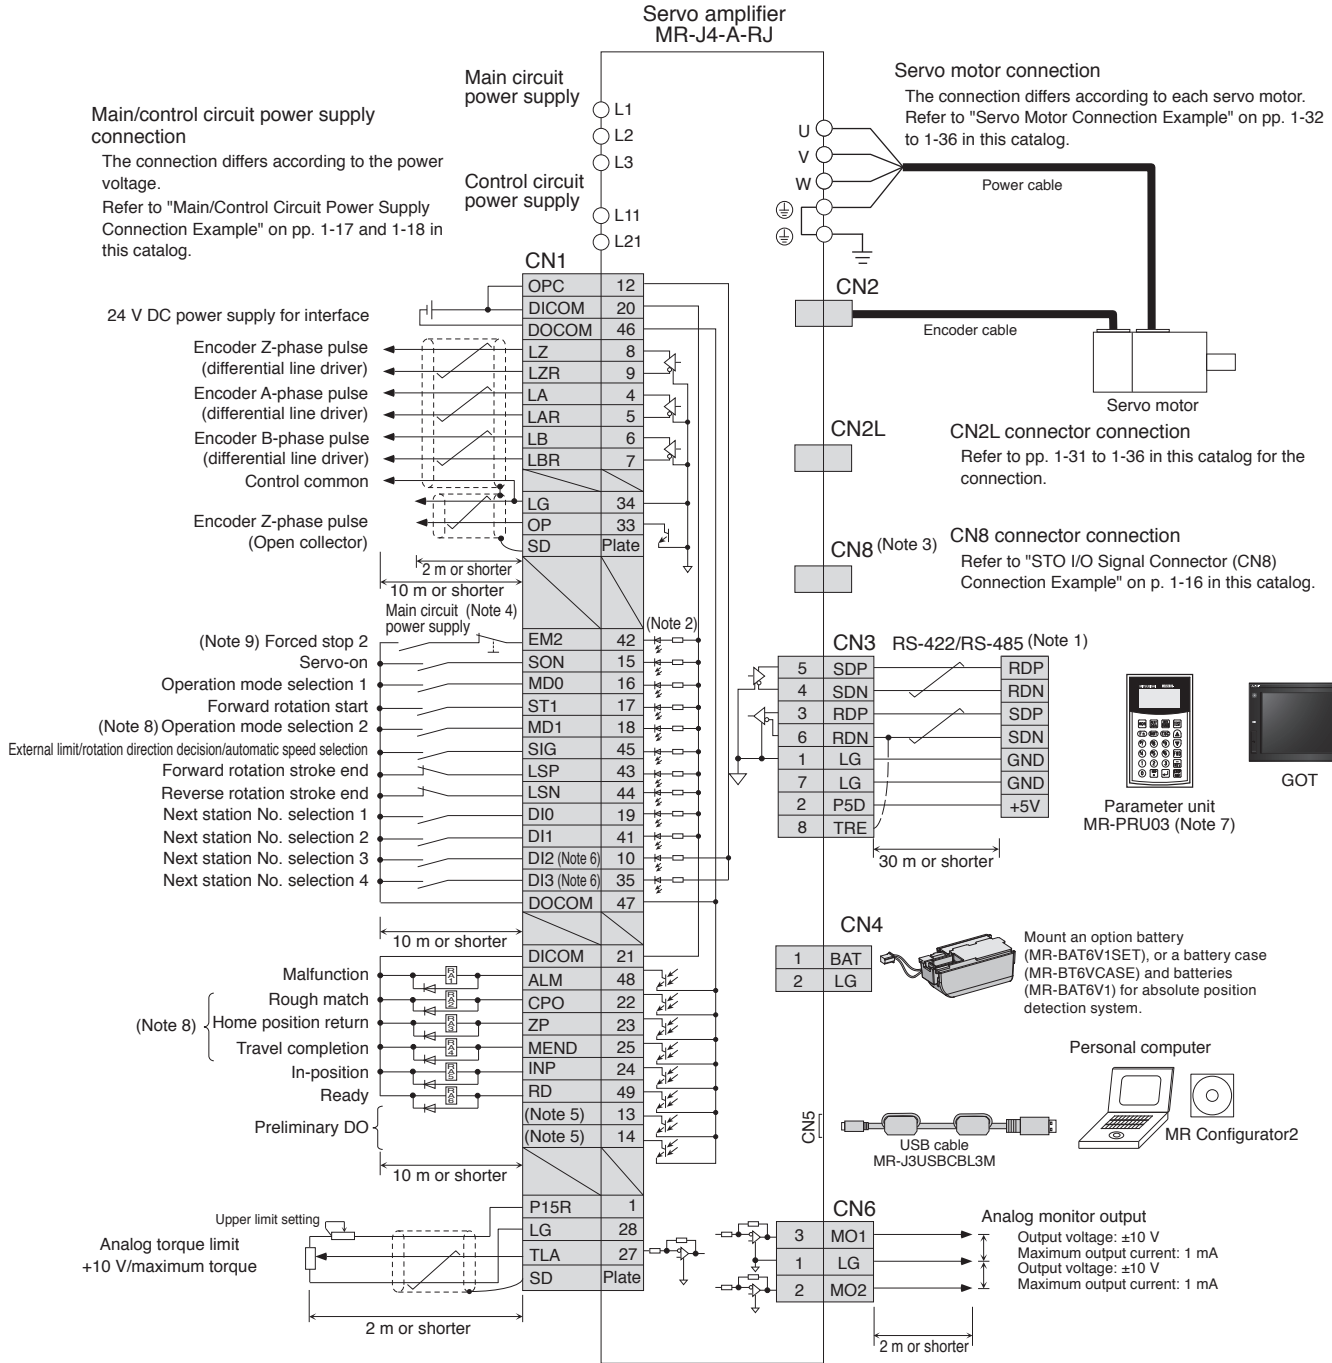 Servo amplifier
MR-J4-A-RJ
Main/control circuit power supply
connection
The connection differs according to the power
voltage.
Refer to "Main/Control Circuit Power Supply
Connection Example" on pp. 1-17 and 1-18 in
this catalog.
Main circuit
power supply
L1
L2
L3
Control circuit
power supply
L11
L21
U
V
W
Servo motor connection
The connection differs according to each servo motor.
Refer to "Servo Motor Connection Example" on pp. 1-32
to 1-36 in this catalog.
Power cable
CN2
Encoder cable
Servo motor
CN2L
CN2L connector connection
Refer to pp. 1-31 to 1-36 in this catalog for the
connection.
CN8 (Note 3)
CN8 connector connection
Refer to "STO I/O Signal Connector (CN8)
Connection Example" on p. 1-16 in this catalog.
CN1
OPC 12
24 V DC power supply for interface
DICOM 20
DOCOM 46
Encoder Z-phase pulse
(differential line driver)
LZ 8
LZR 9
Encoder A-phase pulse
(differential line driver)
LA 4
LAR 5
Encoder B-phase pulse
(differential line driver)
LB 6
LBR 7
Control common
LG 34
Encoder Z-phase pulse
(Open collector)
OP 33
SD Plate
2 m or shorter
10 m or shorter
Main circuit (Note 4)
power supply
(Note 2)
(Note 9) Forced stop 2 EM2 42
Servo-on SON 15
Operation mode selection 1 MD0 16
Forward rotation start ST1 17
(Note 8) Operation mode selection 2 MD1 18
External limit/rotation direction decision/automatic speed selection SIG 45
Forward rotation stroke end LSP 43
Reverse rotation stroke end LSN 44
Next station No. selection 1 DI0 19
Next station No. selection 2 DI1 41
Next station No. selection 3 DI2 (Note 6) 10
Next station No. selection 4 DI3 (Note 6) 35
DOCOM 47
10 m or shorter
DICOM 21
Malfunction RA1 ALM 48
(Note 8)
Rough match RA2 CPO 22
Home position return RA3 ZP 23
Travel completion RA4 MEND 25
In-position RA5 INP 24
Ready RA6 RD 49
Preliminary DO
(Note 5) 13
(Note 5) 14
10 m or shorter
Upper limit setting
Analog torque limit
+10 V/maximum torque
P15R 1
LG 28
TLA 27
SD Plate
2 m or shorter
CN3 RS-422/RS-485 (Note 1)
5 SDP RDP
4 SDN RDN
3 RDP SDP
6 RDN SDN
1 LG GND
7 LG GND
2 P5D +5V
8 TRE
30 m or shorter
Parameter unit
MR-PRU03 (Note 7)
GOT
CN4
1 BAT
2 LG
Mount an option battery
(MR-BAT6V1SET), or a battery case
(MR-BT6VCASE) and batteries
(MR-BAT6V1) for absolute position
detection system.
CN5
USB cable
MR-J3USBCBL3M
Personal computer
MR Configurator2
CN6
3 MO1
1 LG
2 MO2
Analog monitor output
Output voltage: ±10 V
Maximum output current: 1 mA
Output voltage: ±10 V
Maximum output current: 1 mA
2 m or shorter